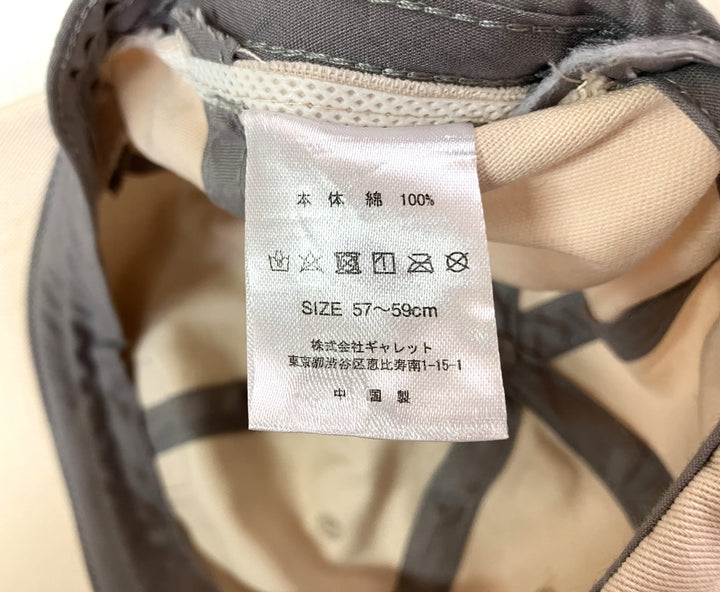 本体 綿 100%
SIZE 57～59cm
株式会社ギャレット
東京都渋谷区恵比寿南1-15-1
中国製